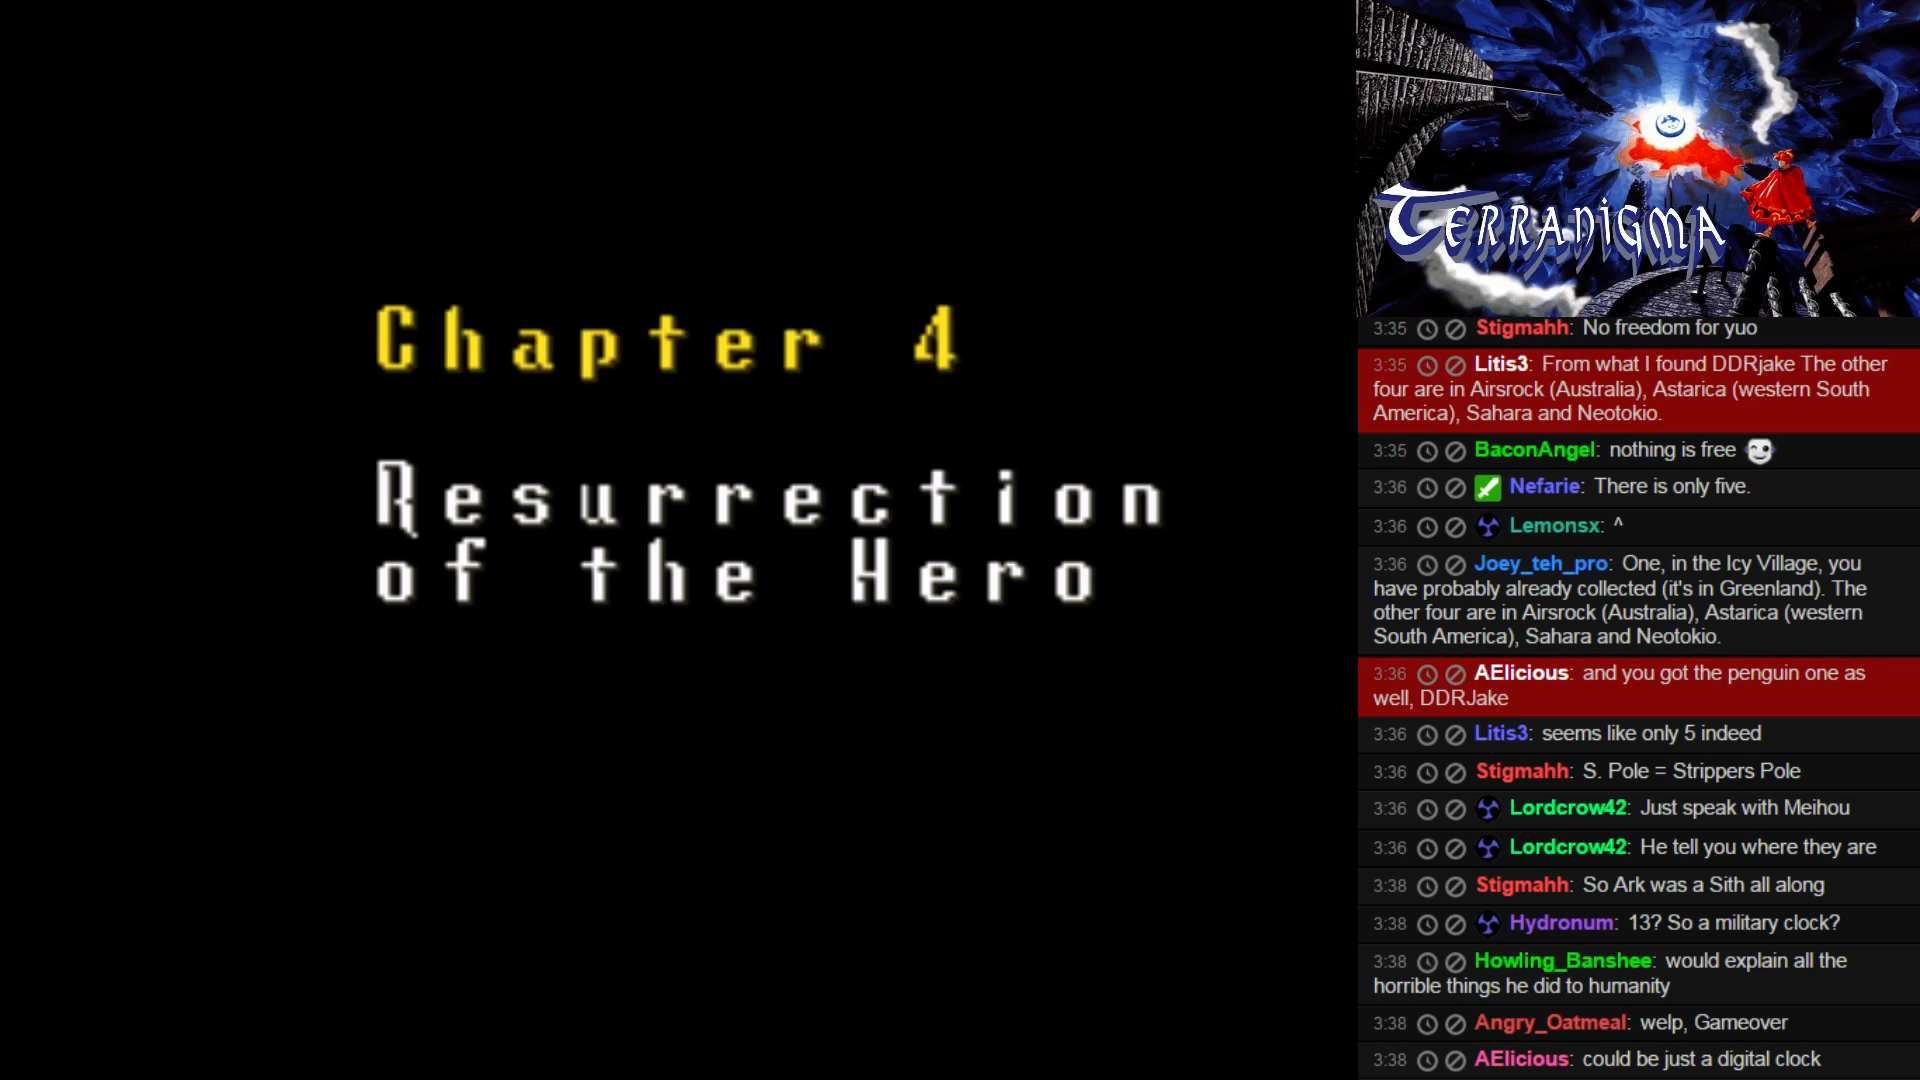 Chapter 4
Resurrection
of the Hero
TERRANIGMA
3:35 Stigmahh: No freedom for yuo
3:35 Litis3: From what I found DDRjake The other
four are in Airsrock (Australia), Astarica (western South
America), Sahara and Neotokio.
3:35 BaconAngel: nothing is free
3:36 Nefarie: There is only five.
3:36 Lemonsx: ^
3:36 Joey_teh_pro: One, in the Icy Village, you
have probably already collected (it's in Greenland). The
other four are in Airsrock (Australia), Astarica (western
South America), Sahara and Neotokio.
3:36 AElicious: and you got the penguin one as
well, DDRJake
3:36 Litis3: seems like only 5 indeed
3:36 Stigmahh: S. Pole = Strippers Pole
3:36 Lordcrow42: Just speak with Meihou
3:36 Lordcrow42: He tell you where they are
3:38 Stigmahh: So Ark was a Sith all along
3:38 Hydronum: 13? So a military clock?
3:38 Howling_Banshee: would explain all the
horrible things he did to humanity
3:38 Angry_Oatmeal: welp, Gameover
3:38 AElicious: could be just a digital clock